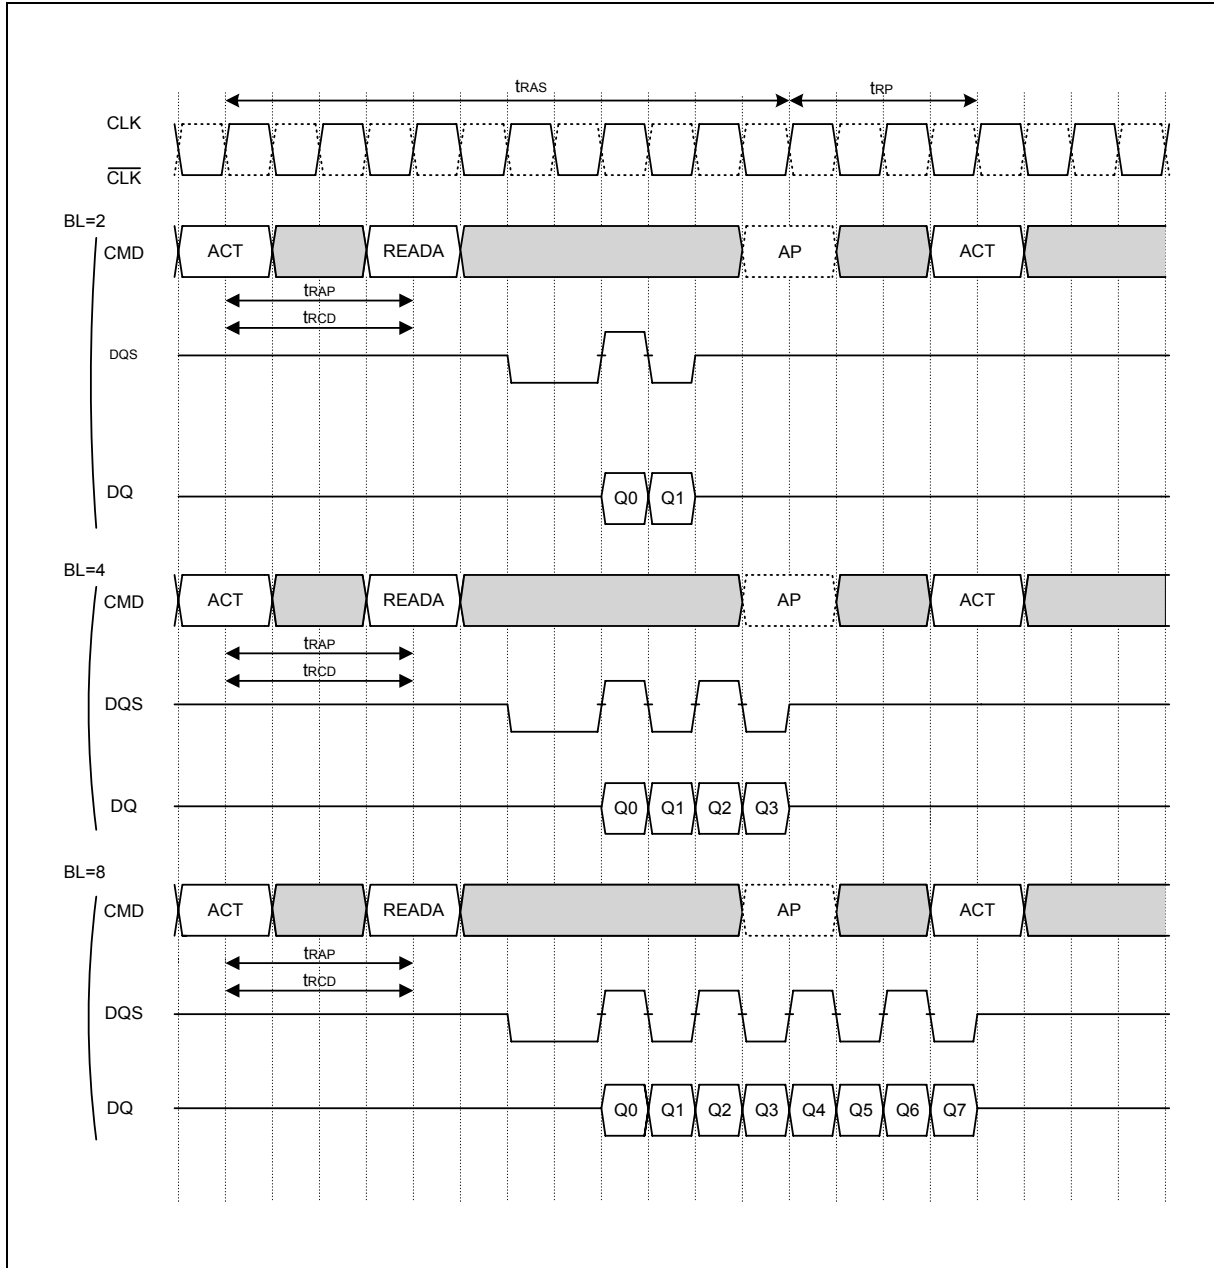 tRAS tRP
CLK
CLK
BL=2
CMD ACT READA AP ACT
tRAP
tRCD
DQS
DQ Q0 Q1
BL=4
CMD ACT READA AP ACT
tRAP
tRCD
DQS
DQ Q0 Q1 Q2 Q3
BL=8
CMD ACT READA AP ACT
tRAP
tRCD
DQS
DQ Q0 Q1 Q2 Q3 Q4 Q5 Q6 Q7